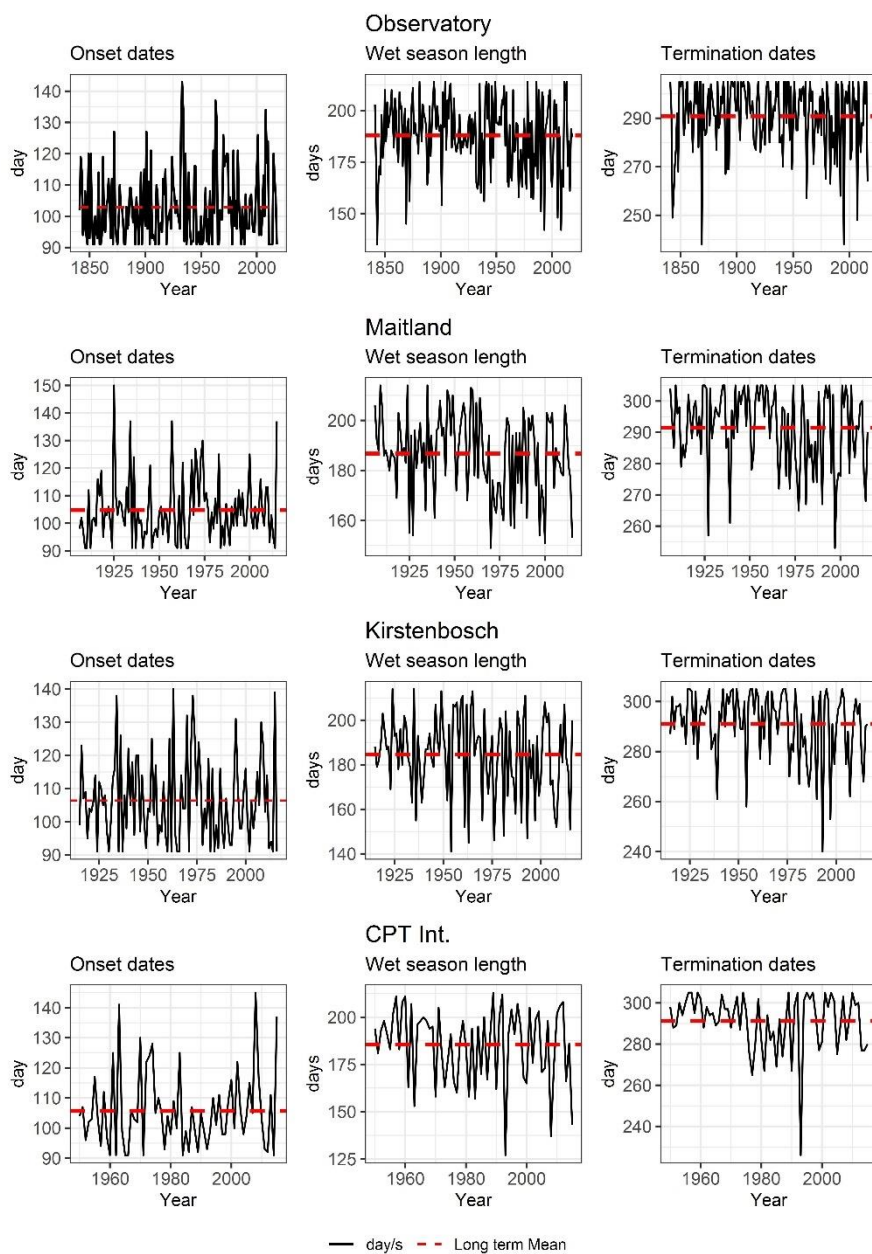 Observatory
Onset dates
Wet season length
Termination dates
day
140
130
120
110
100
90
1850
1900
1950
2000
Year
days
200
175
150
1850
1900
1950
2000
Year
day
290
270
250
1850
1900
1950
2000
Year
Maitland
Onset dates
Wet season length
Termination dates
day
150
140
130
120
110
100
90
1925
1950
1975
2000
Year
days
200
180
160
1925
1950
1975
2000
Year
day
300
290
280
270
260
1925
1950
1975
2000
Year
Kirstenbosch
Onset dates
Wet season length
Termination dates
day
140
130
120
110
100
90
1925
1950
1975
2000
Year
days
200
180
160
140
1925
1950
1975
2000
Year
day
300
280
260
240
1925
1950
1975
2000
Year
CPT Int.
Onset dates
Wet season length
Termination dates
day
140
130
120
110
100
90
1960
1980
2000
Year
days
200
175
150
125
1960
1980
2000
Year
day
300
280
260
240
1960
1980
2000
Year
day/s
Long term Mean